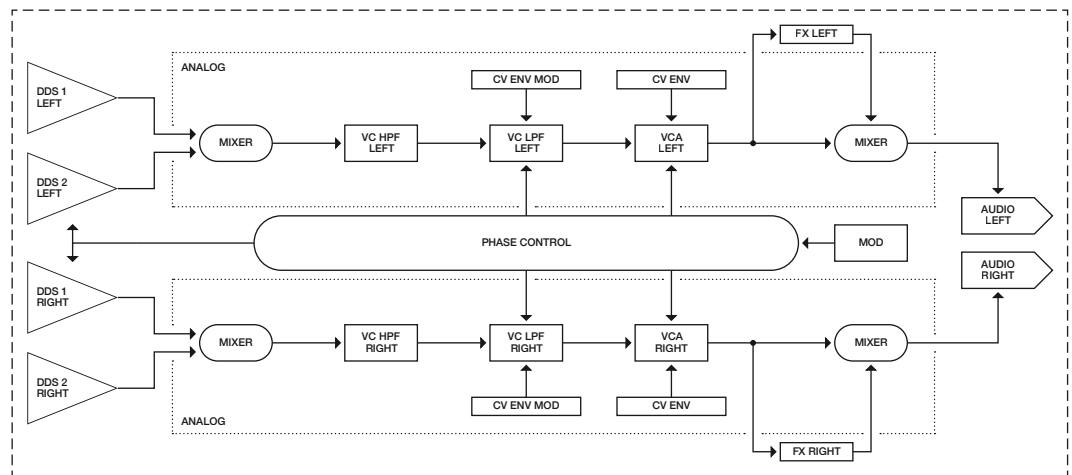 FX LEFT
ANALOG
DDS 1
LEFT
CV ENV MOD
CV ENV
MIXER
VC HPF
LEFT
VC LPF
LEFT
VCA
LEFT
MIXER
DDS 2
LEFT
AUDIO
LEFT
PHASE CONTROL
MOD
AUDIO
RIGHT
DDS 1
RIGHT
MIXER
VC HPF
RIGHT
VC LPF
RIGHT
VCA
RIGHT
MIXER
DDS 2
RIGHT
CV ENV MOD
CV ENV
ANALOG
FX RIGHT